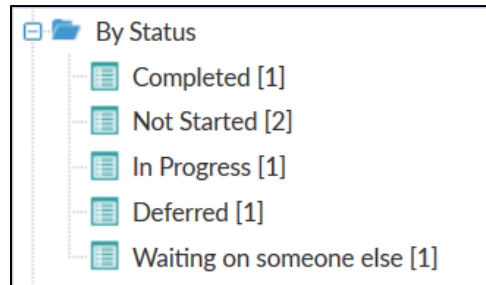 By Status
Completed [1]
Not Started [2]
In Progress [1]
Deferred [1]
Waiting on someone else [1]